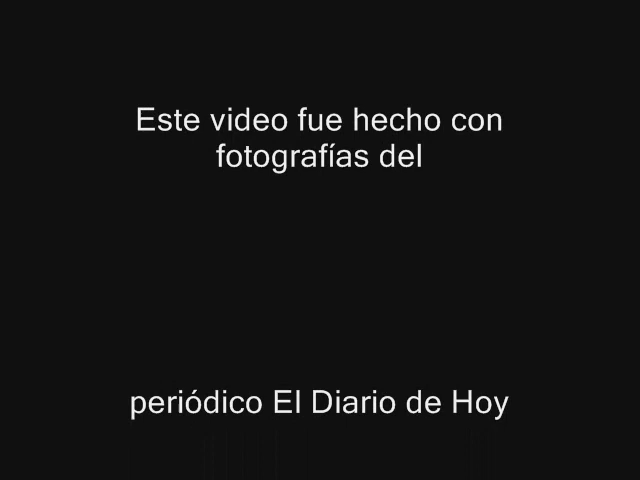 Este video fue hecho con
fotografías del
periódico El Diario de Hoy